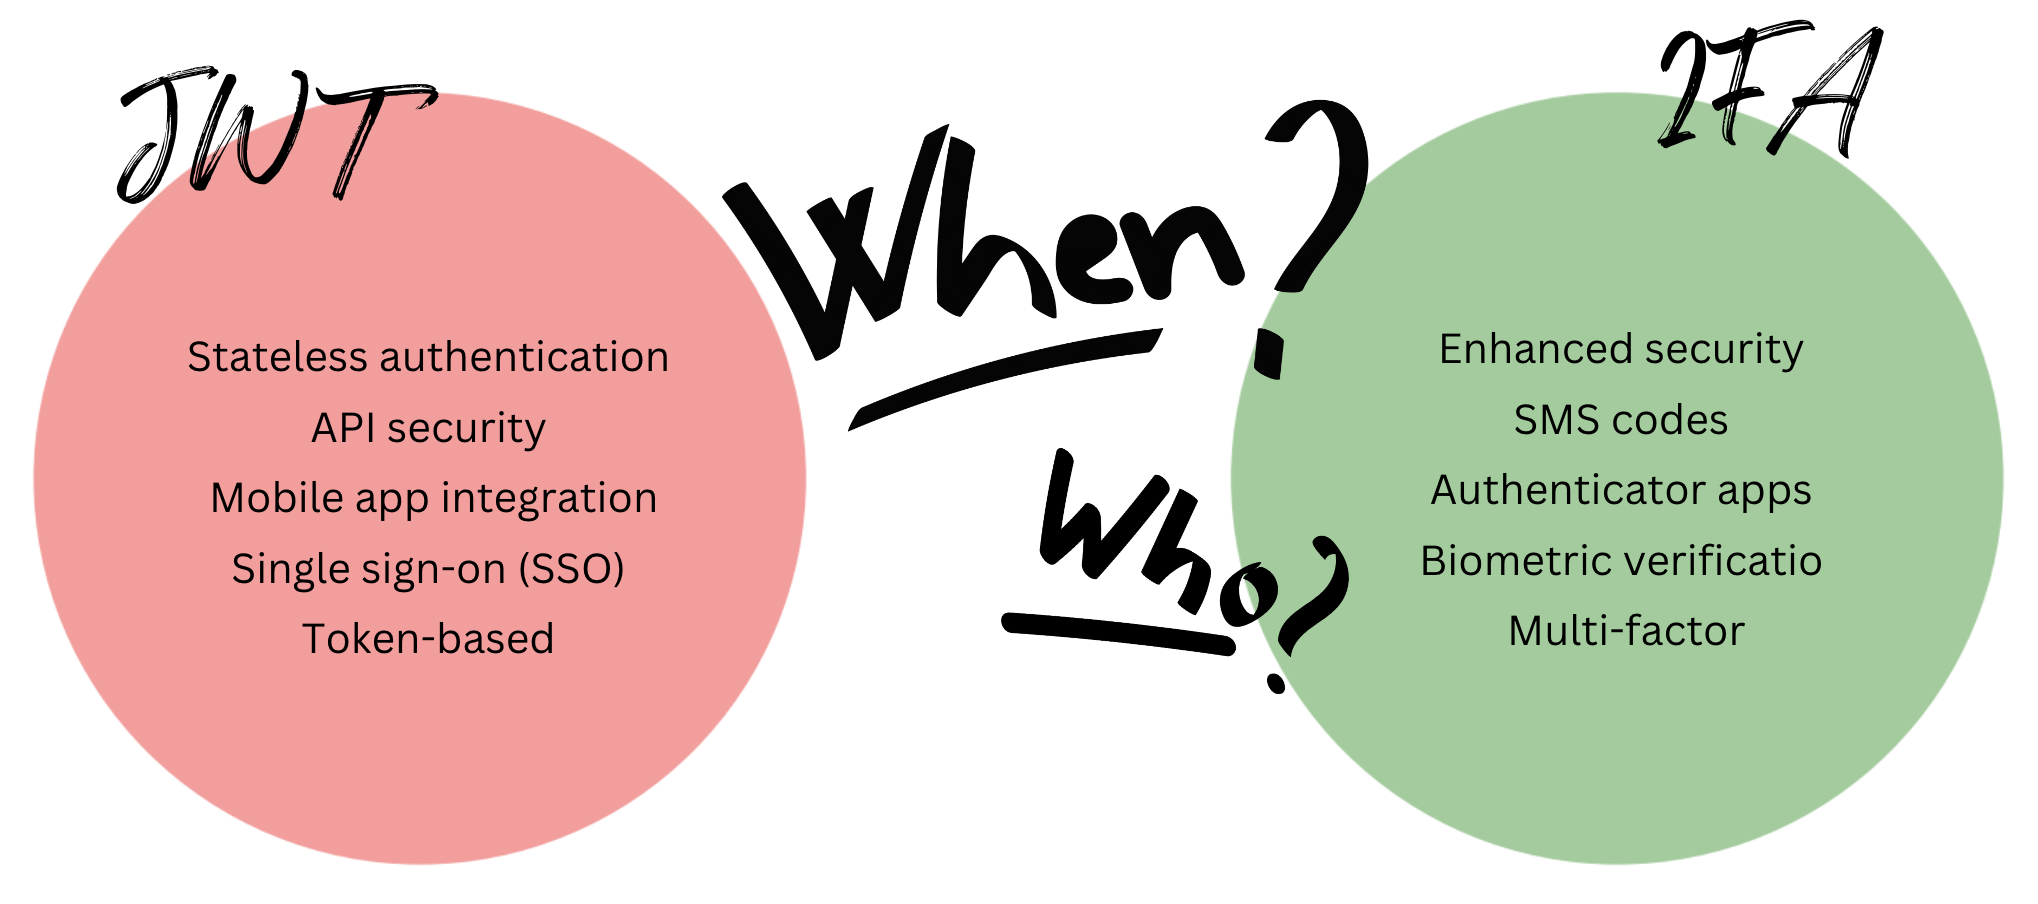 JWT
Stateless authentication
API security
Mobile app integration
Single sign-on (SSO)
Token-based
When?
Who?
2FA
Enhanced security
SMS codes
Authenticator apps
Biometric verificatio
Multi-factor